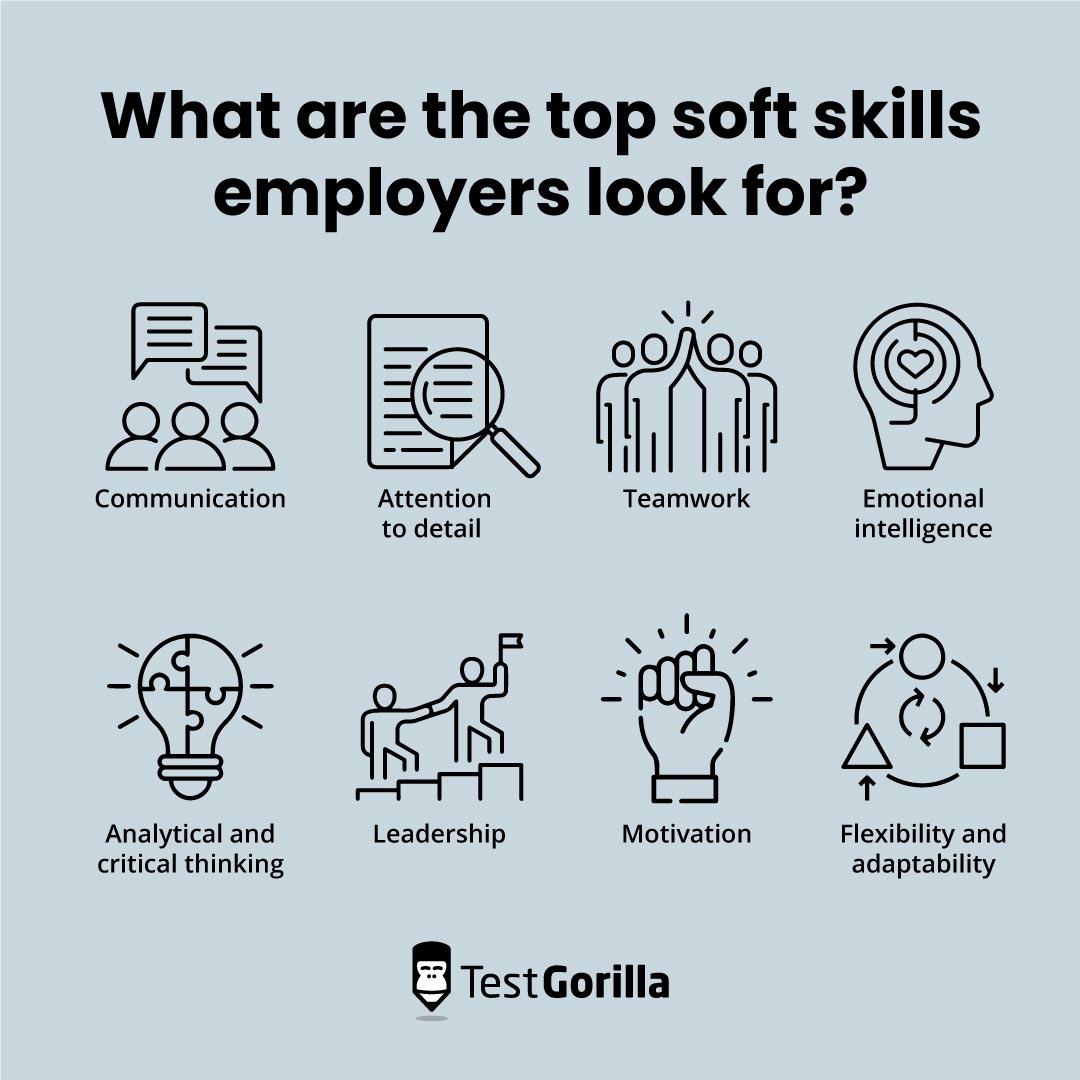 What are the top soft skills
employers look for?
Communication
Attention
to detail
Teamwork
Emotional
intelligence
Analytical and
critical thinking
Leadership
Motivation
Flexibility and
adaptability
TestGorilla